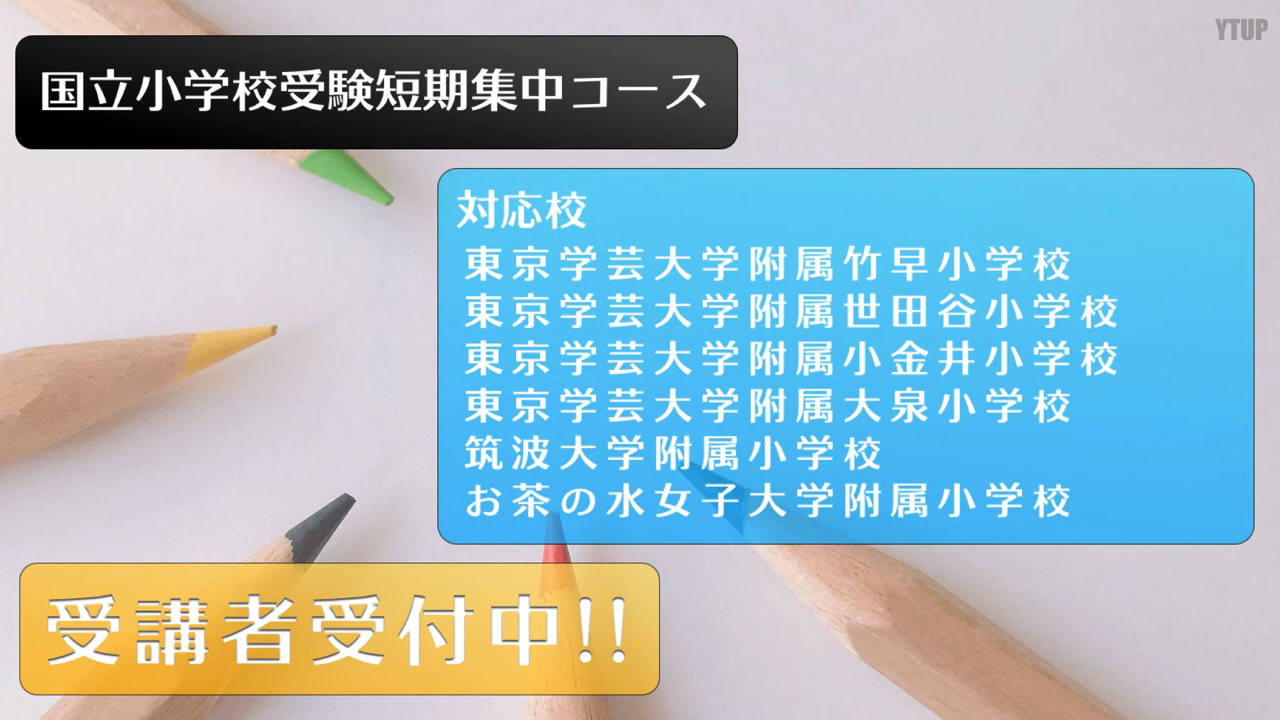 YTUP
国立小学校受験短期集中コース
対応校
東京学芸大学附属竹早小学校
東京学芸大学附属世田谷小学校
東京学芸大学附属小金井小学校
東京学芸大学附属大泉小学校
筑波大学附属小学校
お茶の水女子大学附属小学校
受講者受付中!!